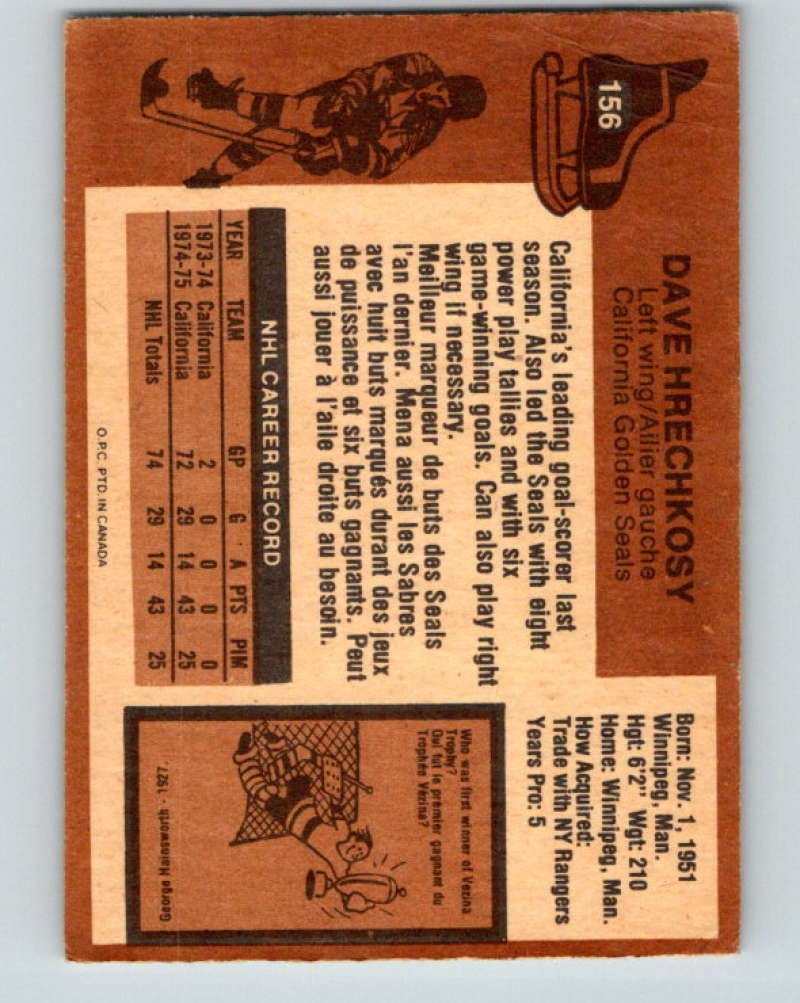 156
DAVE HRECHKOSY
Left wing/Ailier gauche
California Golden Seals
Born: Nov. 1, 1951
Winnipeg, Man.
Hgt: 6'2" Wgt: 210
Home: Winnipeg, Man.
How Acquired:
Trade with NY Rangers
Years Pro: 5
California's leading goal-scorer last
season. Also led the Seals with eight
power play tallies and with six
game-winning goals. Can also play right
wing if necessary.
Meilleur marqueur de buts des Seals
l'an dernier. Mena aussi les Sabres
avec huit buts marqués durant des jeux
de puissance et six buts gagnants. Peut
aussi jouer à l'aile droite au besoin.
NHL CAREER RECORD
YEAR TEAM GP G A PTS PIM
1973-74 California 2 0 0 0 0
1974-75 California 72 29 14 43 25
NHL Totals 74 29 14 43 25
Who was first winner of Vezina
Trophy?
Qui fut le premier gagnant du
Trophée Vézina?
George Hainsworth - 1927.
O.P.C. PTD. IN CANADA